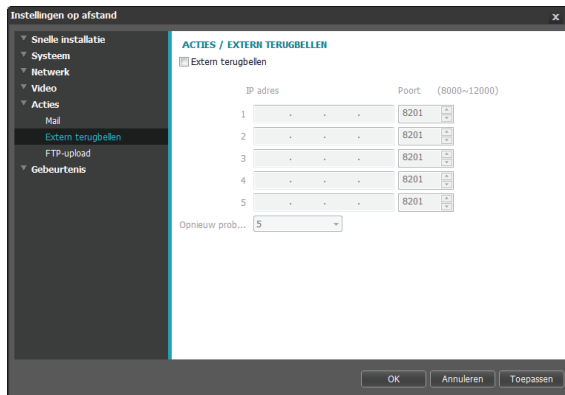 Instellingen op afstand x
Snelle installatie
Systeem
Netwerk
Video
Acties
Mail
Extern terugbellen
FTP-upload
Gebeurtenis
ACTIES / EXTERN TERUGBELLEN
Extern terugbellen
IP adres Poort (8000~12000)
1 . . . 8201
2 . . . 8201
3 . . . 8201
4 . . . 8201
5 . . . 8201
Opnieuw prob... 5
OK Annuleren Toepassen